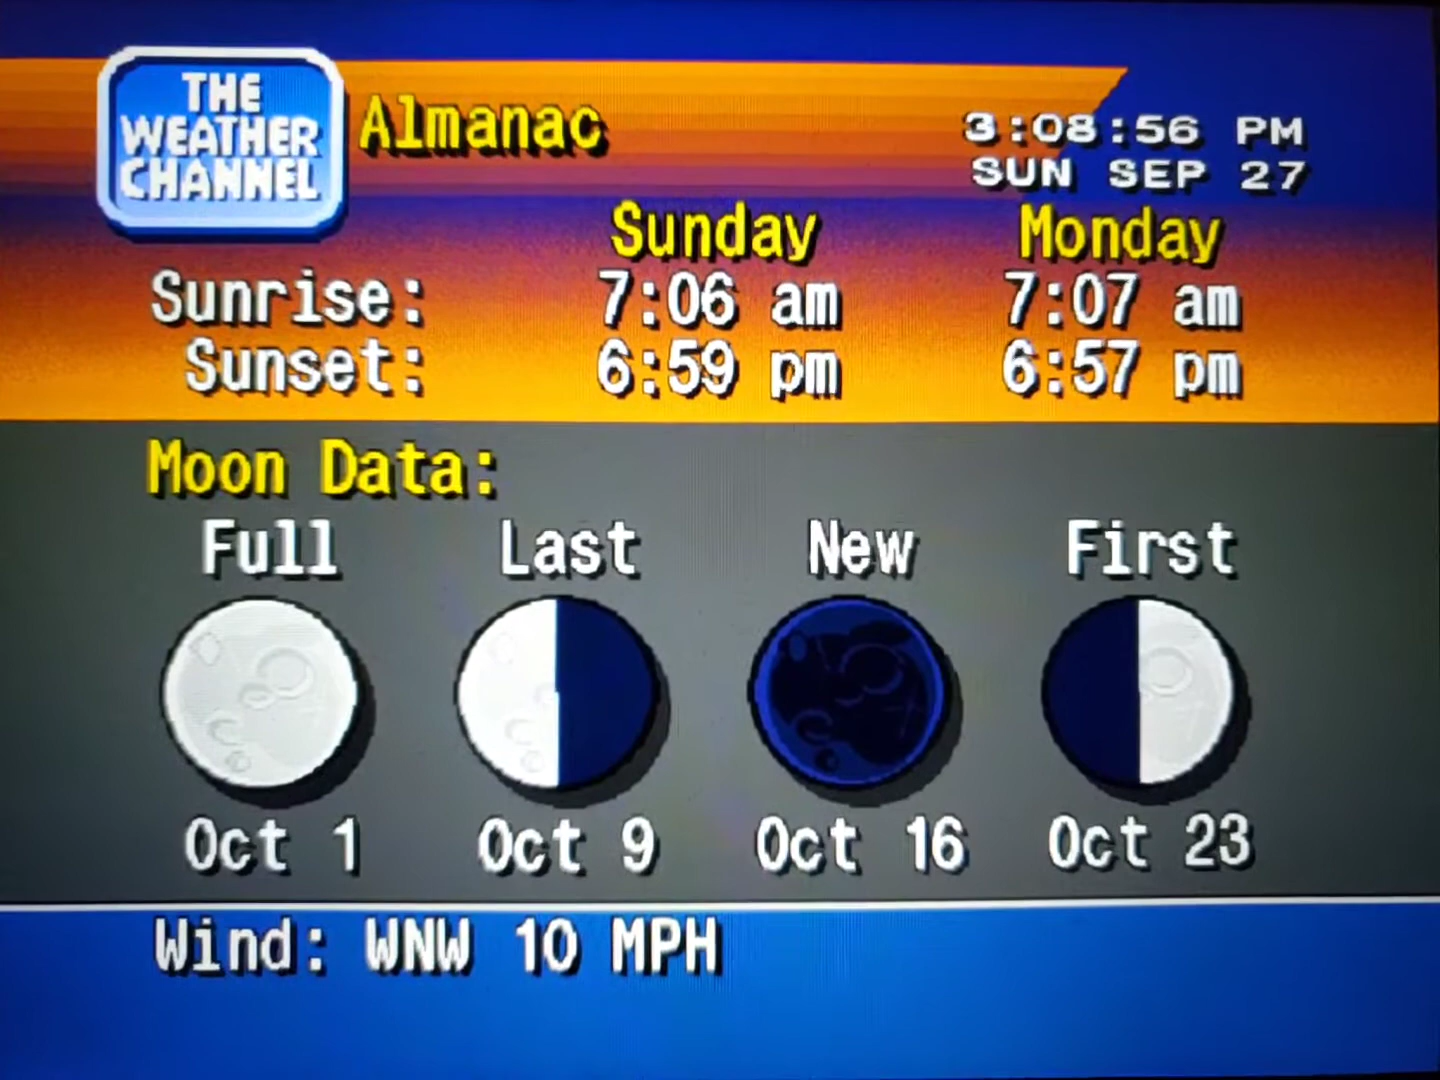 THE
WEATHER
CHANNEL
Almanac
3:08:56 PM
SUN SEP 27
Sunday Monday
Sunrise: 7:06 am 7:07 am
Sunset: 6:59 pm 6:57 pm
Moon Data:
Full Last New First
Oct 1 Oct 9 Oct 16 Oct 23
Wind: WNW 10 MPH